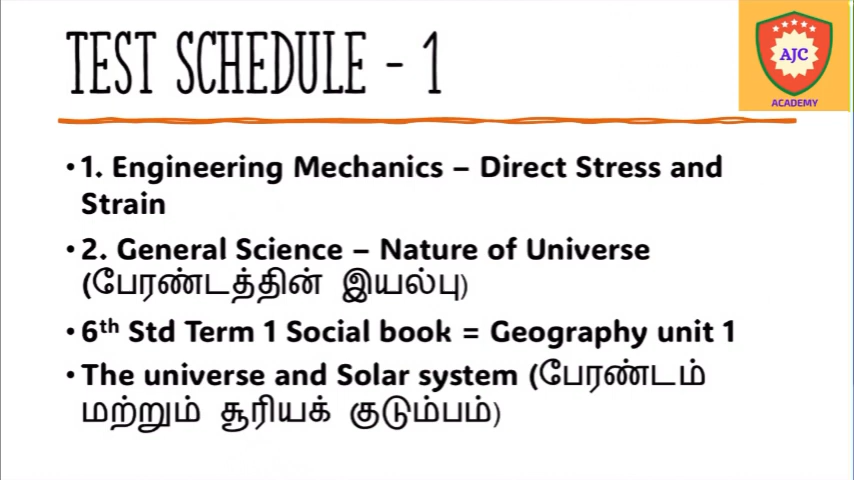 TEST SCHEDULE - 1
AJC
ACADEMY
•1. Engineering Mechanics – Direct Stress and
Strain
•2. General Science – Nature of Universe
(பேரண்டத்தின் இயல்பு)
•6th Std Term 1 Social book = Geography unit 1
•The universe and Solar system (பேரண்டம்
மற்றும் சூரியக் குடும்பம்)